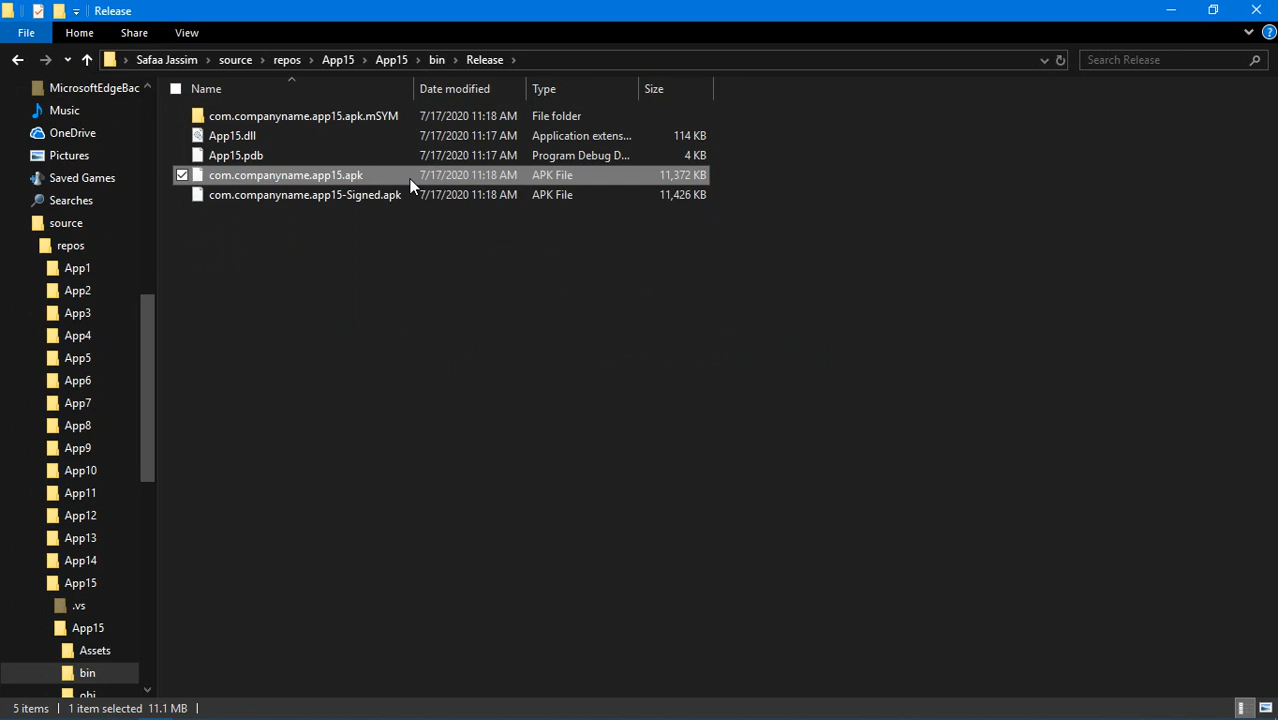 Release
File Home Share View
Safaa Jassim source repos App15 App15 bin Release Search Release
Name Date modified Type Size
com.companyname.app15.apk.mSYM 7/17/2020 11:18 AM File folder
App15.dll 7/17/2020 11:17 AM Application extens... 114 KB
App15.pdb 7/17/2020 11:17 AM Program Debug D... 4 KB
com.companyname.app15.apk 7/17/2020 11:18 AM APK File 11,372 KB
com.companyname.app15-Signed.apk 7/17/2020 11:18 AM APK File 11,426 KB
MicrosoftEdgeBac
Music
OneDrive
Pictures
Saved Games
Searches
source
repos
App1
App2
App3
App4
App5
App6
App7
App8
App9
App10
App11
App12
App13
App14
App15
.vs
App15
Assets
bin
obj
5 items 1 item selected 11.1 MB